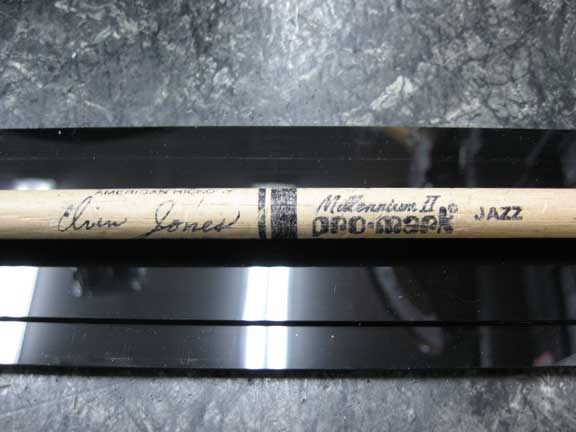 AMERICAN HICKORY
Elvin Jones
Millennium II
PRO·MARK® JAZZ